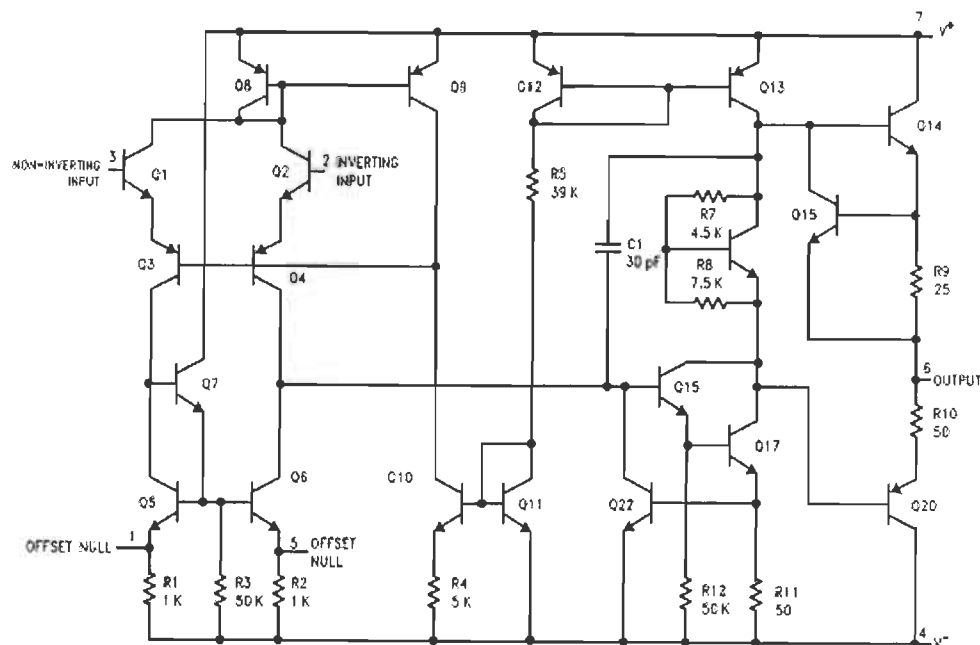 7 V+
Q8
Q9
Q12
Q13
Q14
3
NON-INVERTING
INPUT
Q1
Q2
2 INVERTING
INPUT
R5
39 K
R7
4.5 K
Q15
Q3
Q4
C1
30 pF
R8
7.5 K
R9
25
Q7
Q15
6
OUTPUT
R10
50
Q5
Q6
Q10
Q11
Q22
Q17
Q20
1
OFFSET NULL
5 OFFSET
NULL
R1
1 K
R3
50 K
R2
1 K
R4
5 K
R12
50 K
R11
50
4
V-